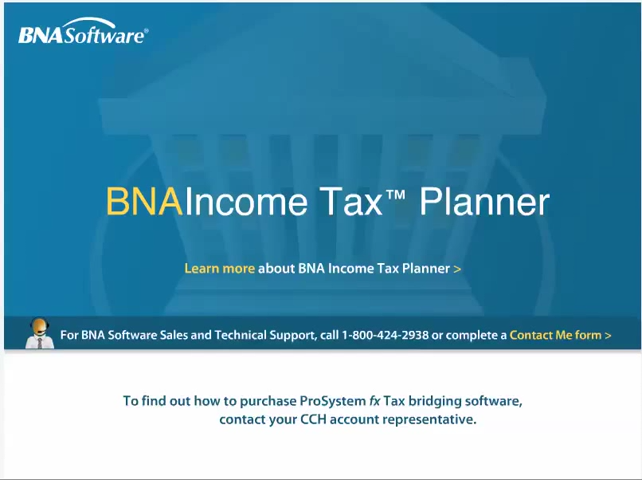 BNASoftware®
BNAIncome Tax™ Planner
Learn more about BNA Income Tax Planner >
For BNA Software Sales and Technical Support, call 1-800-424-2938 or complete a Contact Me form >
To find out how to purchase ProSystem fx Tax bridging software,
contact your CCH account representative.